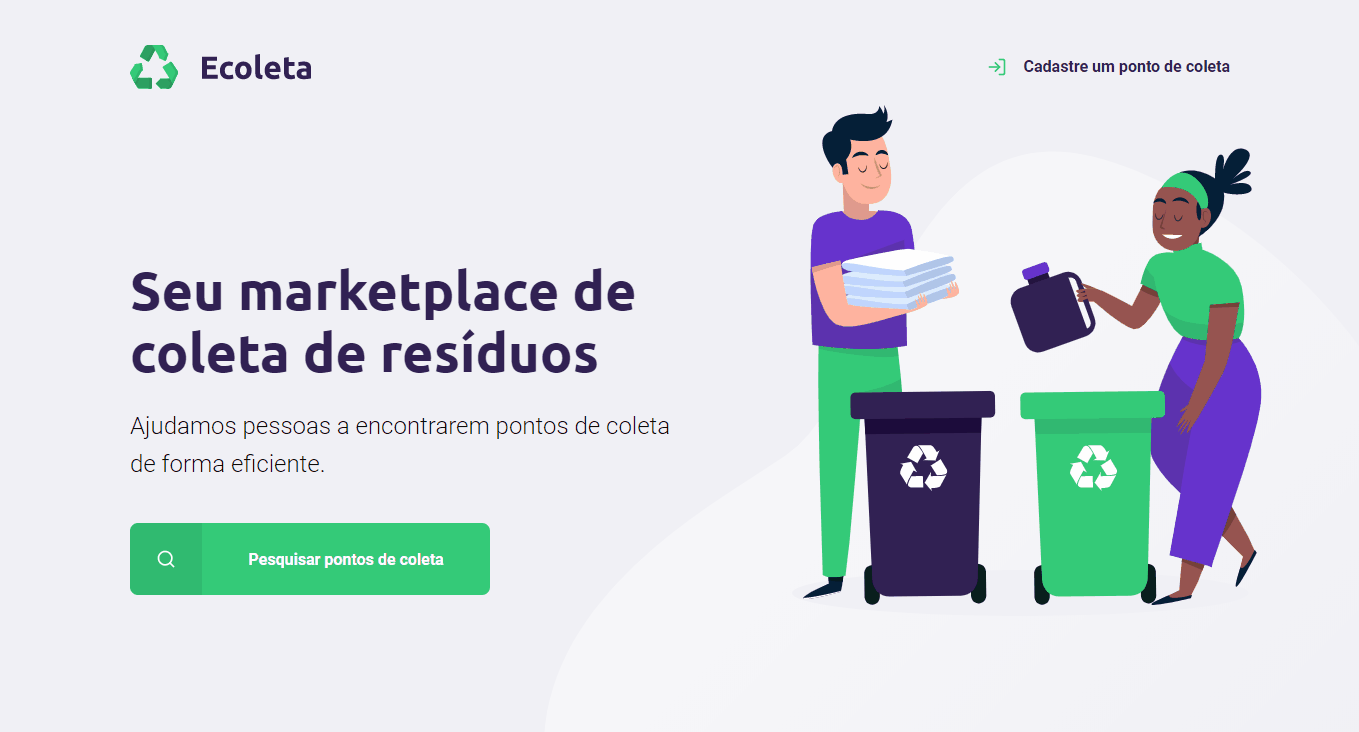 Ecoleta
Cadastre um ponto de coleta
Seu marketplace de
coleta de resíduos
Ajudamos pessoas a encontrarem pontos de coleta
de forma eficiente.
Pesquisar pontos de coleta